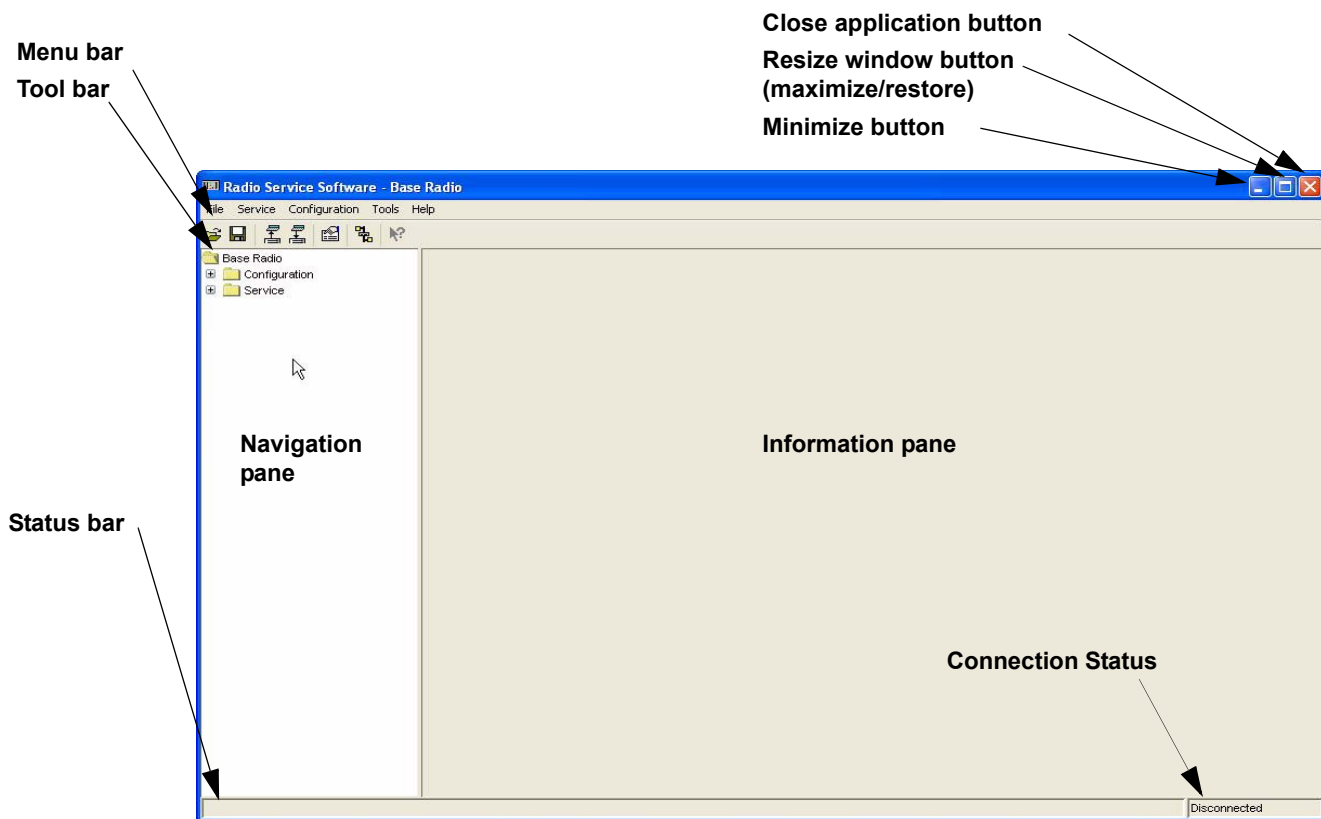 Close application button
Menu bar
Resize window button
(maximize/restore)
Tool bar
Minimize button
Radio Service Software - Base Radio
File Service Configuration Tools Help
Base Radio
Configuration
Service
Navigation
pane
Information pane
Status bar
Connection Status
Disconnected